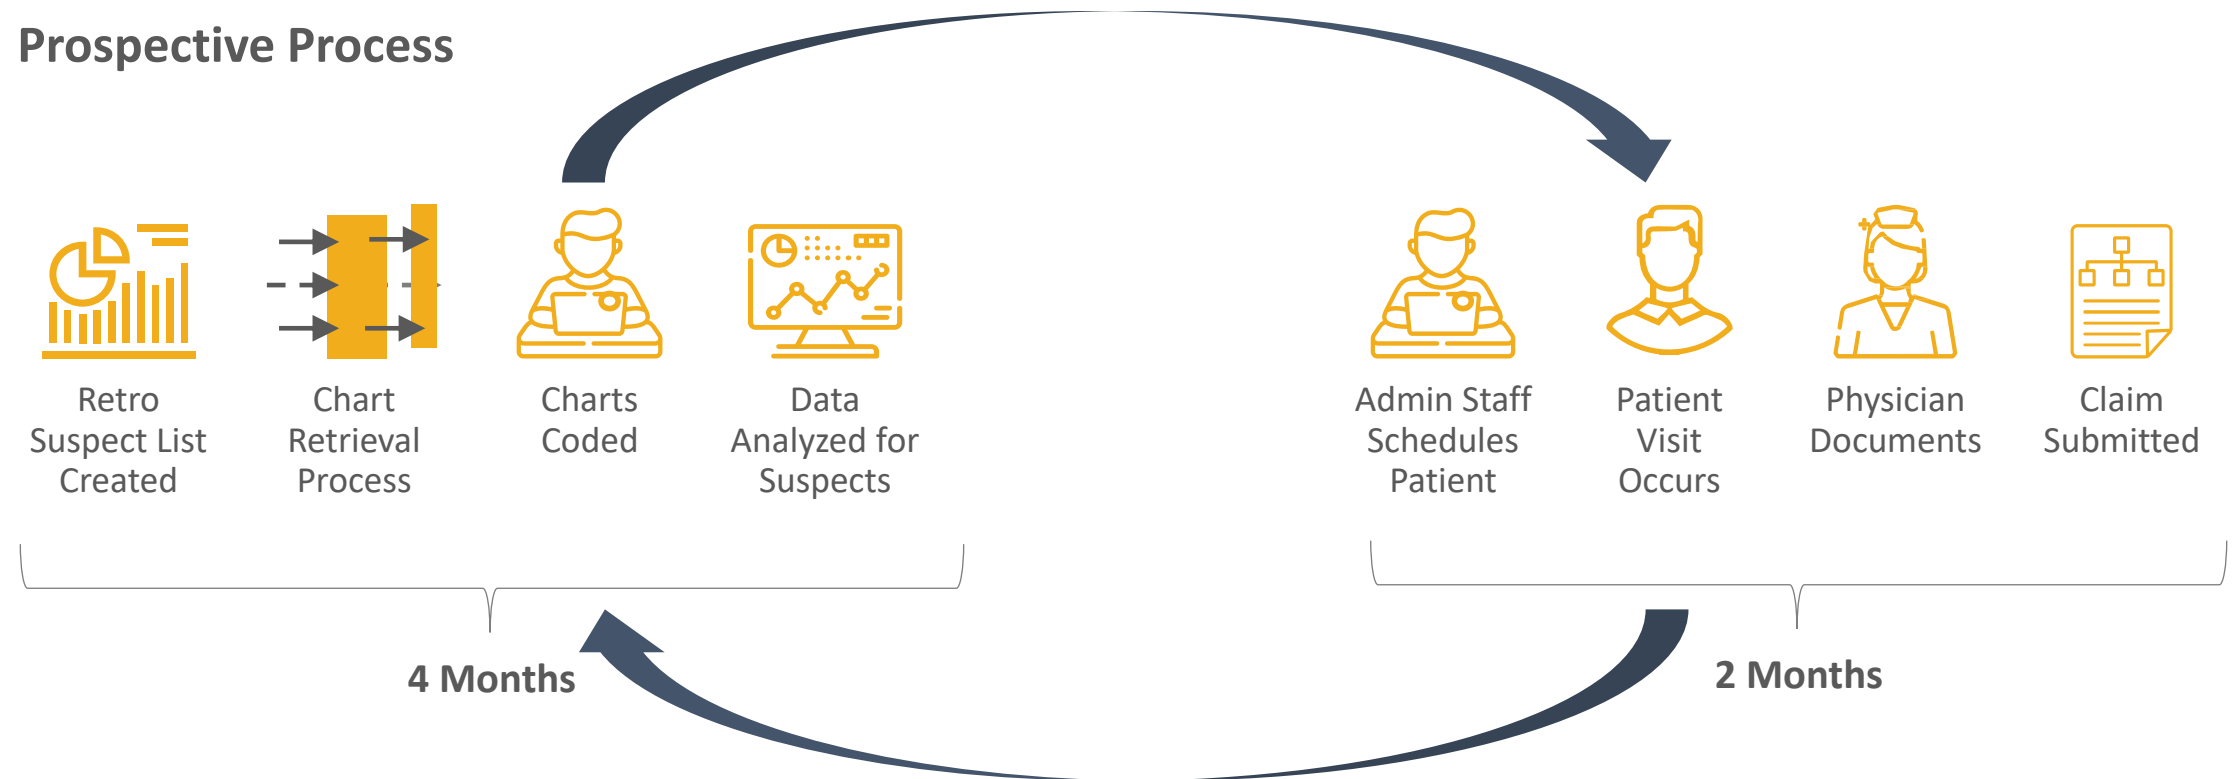 Prospective Process
Retro
Suspect List
Created
Chart
Retrieval
Process
Charts
Coded
Data
Analyzed for
Suspects
Admin Staff
Schedules
Patient
Patient
Visit
Occurs
Physician
Documents
Claim
Submitted
4 Months
2 Months